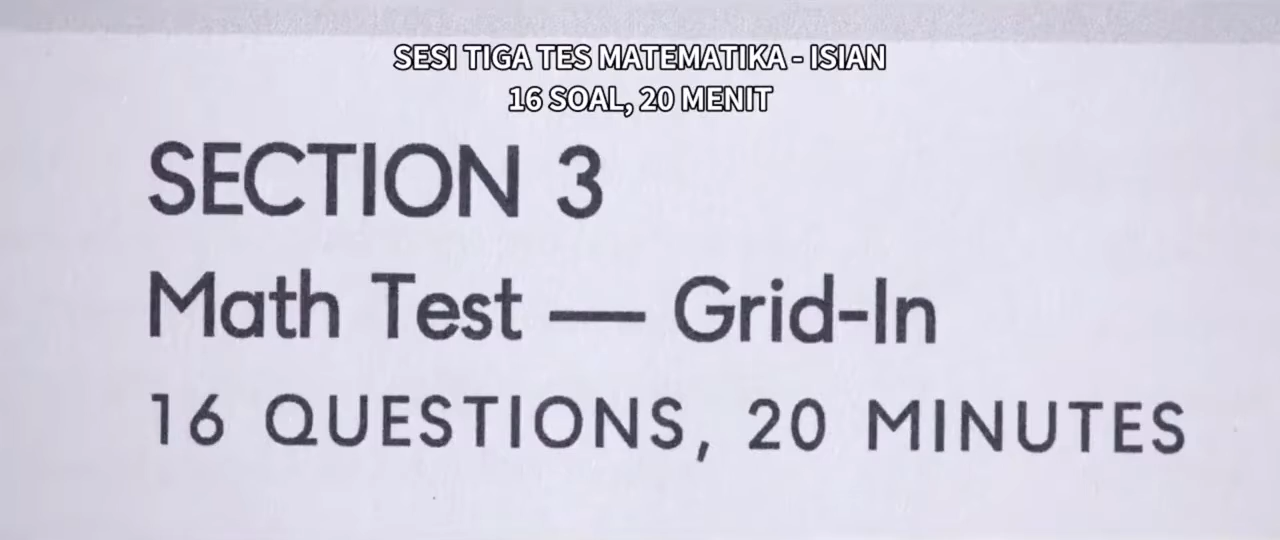 SESI TIGA TES MATEMATIKA - ISIAN
16 SOAL, 20 MENIT
SECTION 3
Math Test — Grid-In
16 QUESTIONS, 20 MINUTES